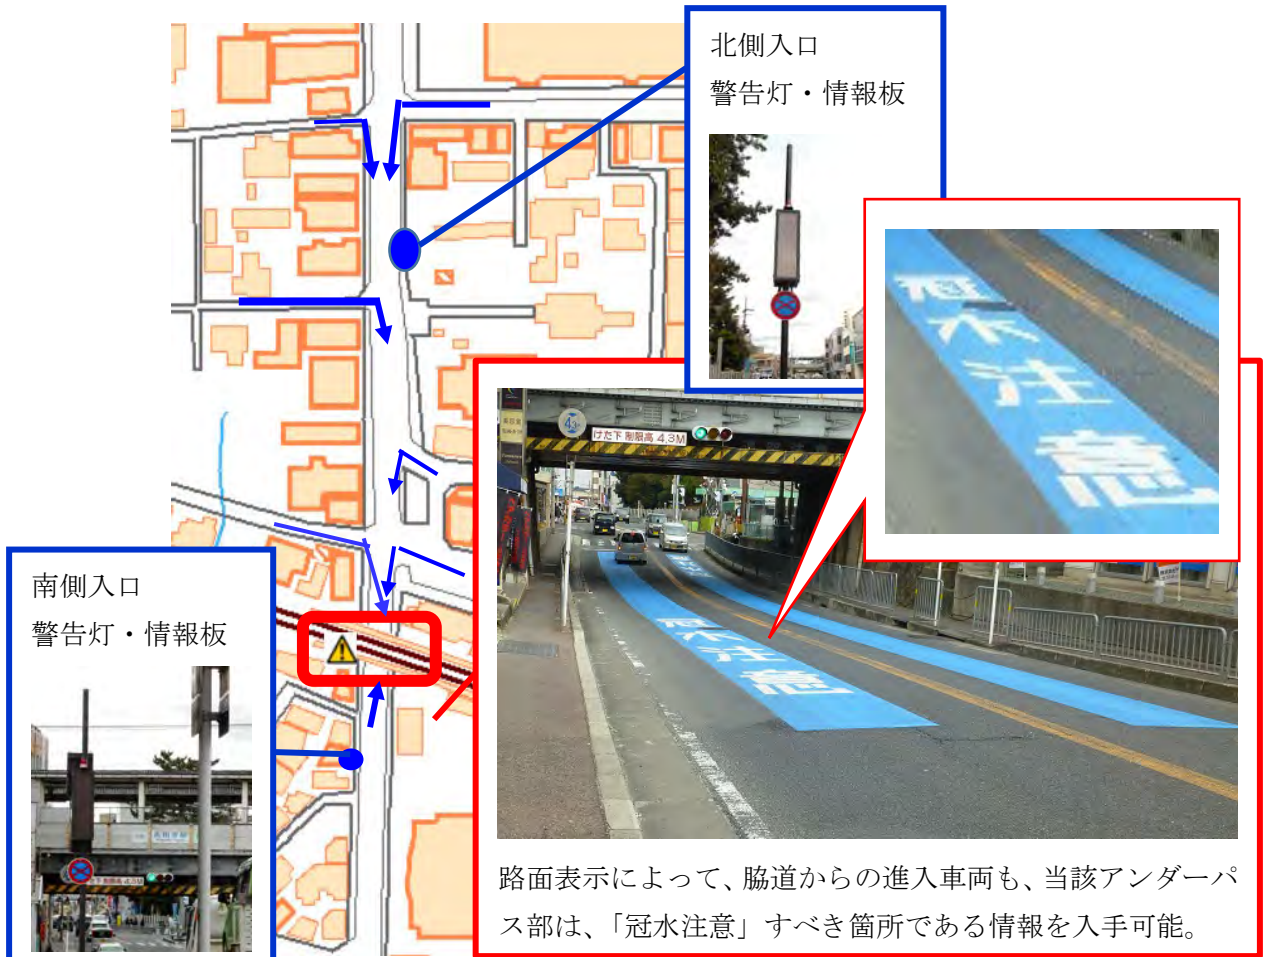 北側入口
警告灯・情報板
冠水注意
4.3
けた下 制限高 4.3M
冠水注意
南側入口
警告灯・情報板
路面表示によって、脇道からの進入車両も、当該アンダーパ
ス部は、「冠水注意」すべき箇所である情報を入手可能。